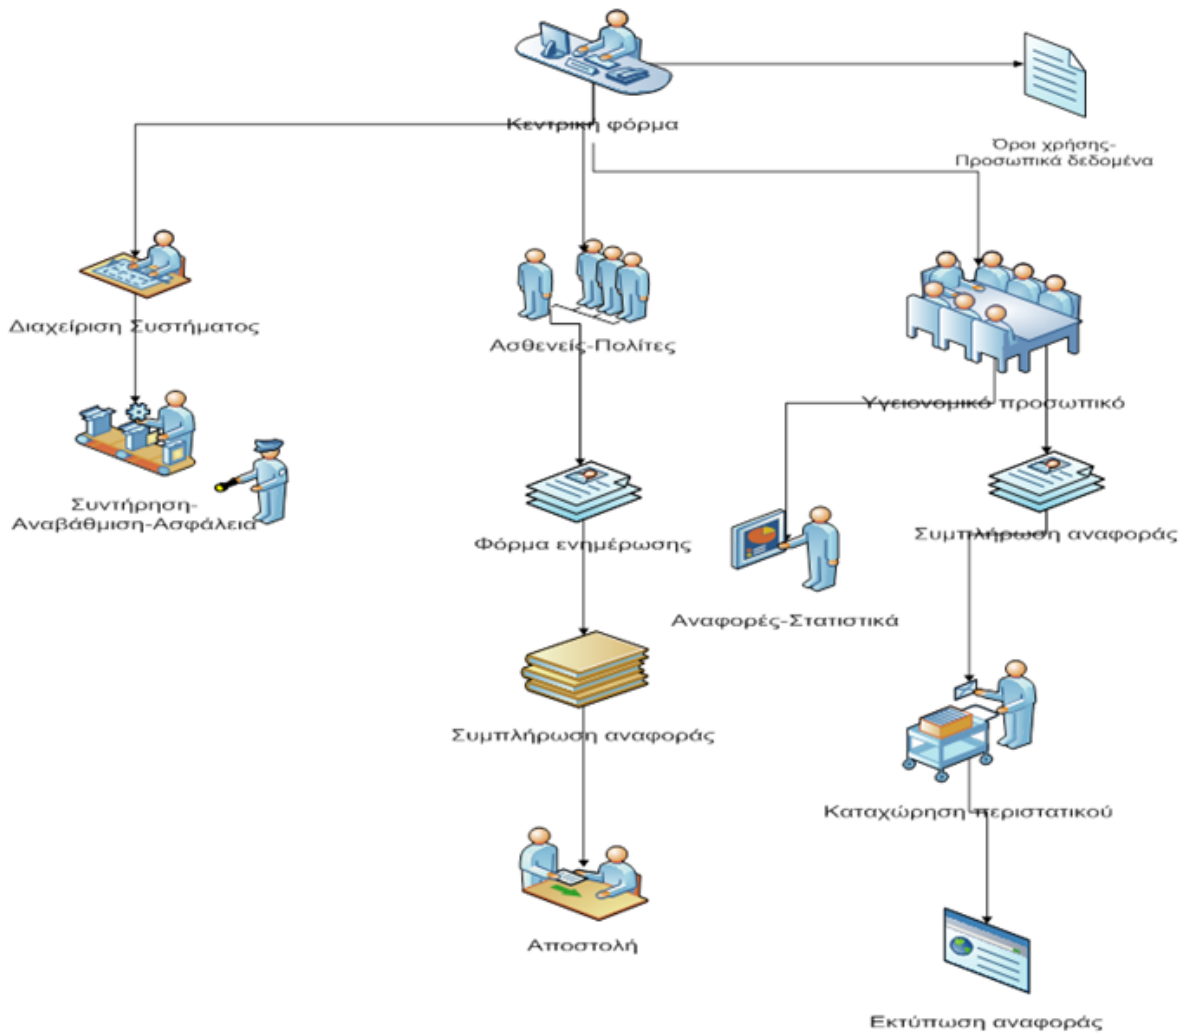 Κεντρική φόρμα
Όροι χρήσης-
Προσωπικά δεδομένα
Διαχείριση Συστήματος
Ασθενείς-Πολίτες
Υγειονομικό προσωπικό
Συντήρηση-
Αναβάθμιση-Ασφάλεια
Φόρμα ενημέρωσης
Συμπλήρωση αναφοράς
Αναφορές-Στατιστικά
Συμπλήρωση αναφοράς
Καταχώρηση περιστατικού
Αποστολή
Εκτύπωση αναφοράς